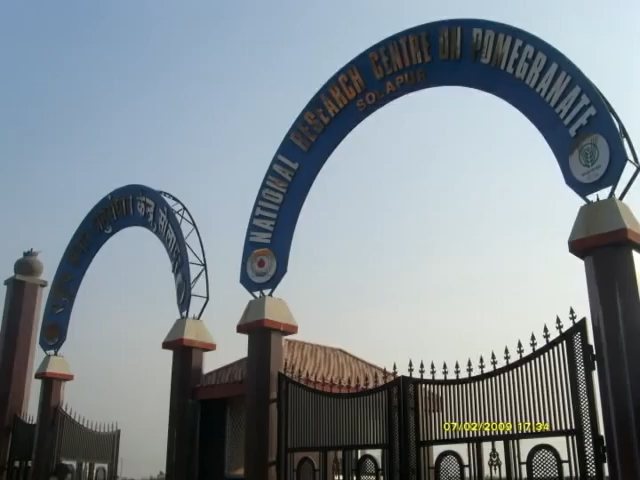 NATIONAL RESEARCH CENTRE ON POMEGRANATE
SOLAPUR
केन्द्र, सोलापुर
07/02/2009 17:34